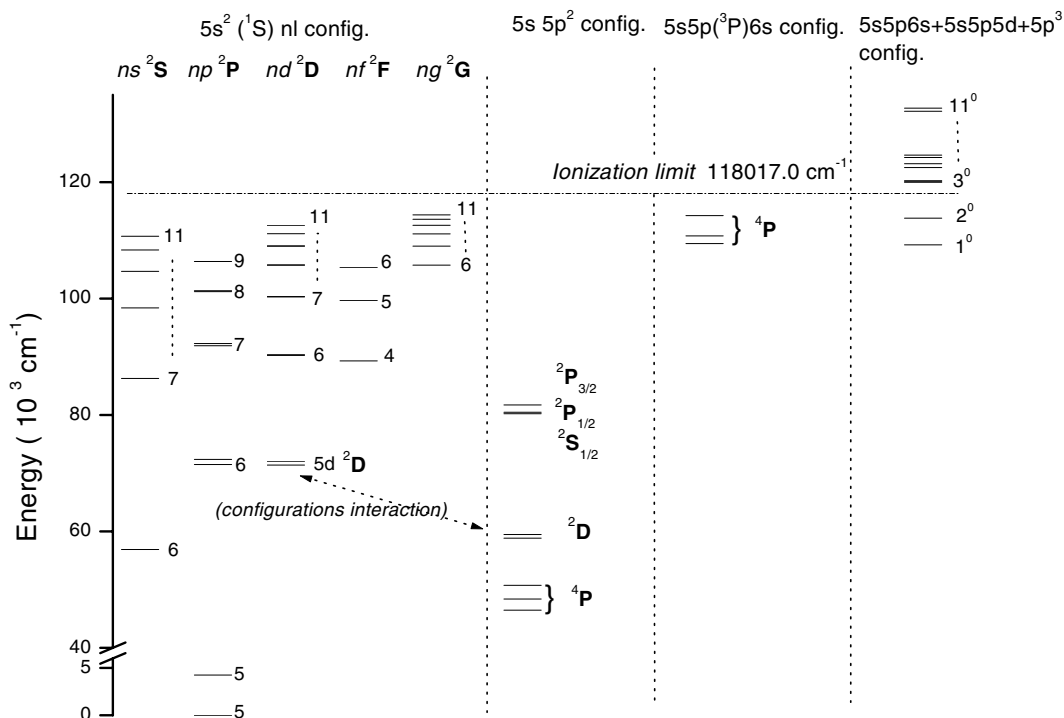 5s² (¹S) nl config.
5s 5p² config.
5s5p(³P)6s config.
5s5p6s+5s5p5d+5p³
config.
ns ²S
np ²P
nd ²D
nf ²F
ng ²G
Energy ( 10³ cm⁻¹)
120
100
80
60
40
5
0
Ionization limit 118017.0 cm⁻¹
11
7
6
9
8
7
6
5
5
11
7
6
5d ²D
6
5
4
11
6
(configurations interaction)
²P₃/₂
²P₁/₂
²S₁/₂
²D
} ⁴P
} ⁴P
11⁰
3⁰
2⁰
1⁰